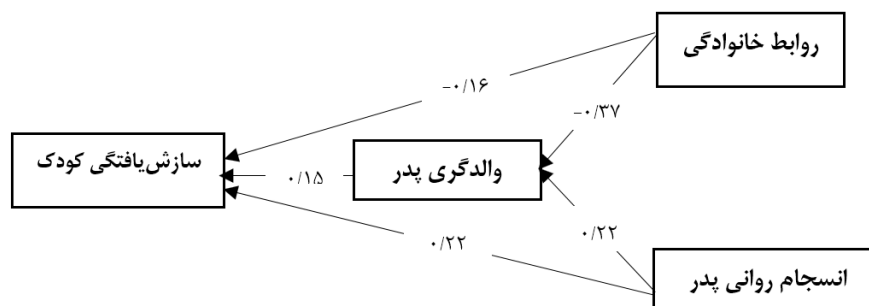 روابط خانوادگی
-۰/۱۶
-۰/۳۷
سازش‌یافتگی کودک
والدگری پدر
۰/۱۵
۰/۲۲
۰/۲۲
انسجام روانی پدر